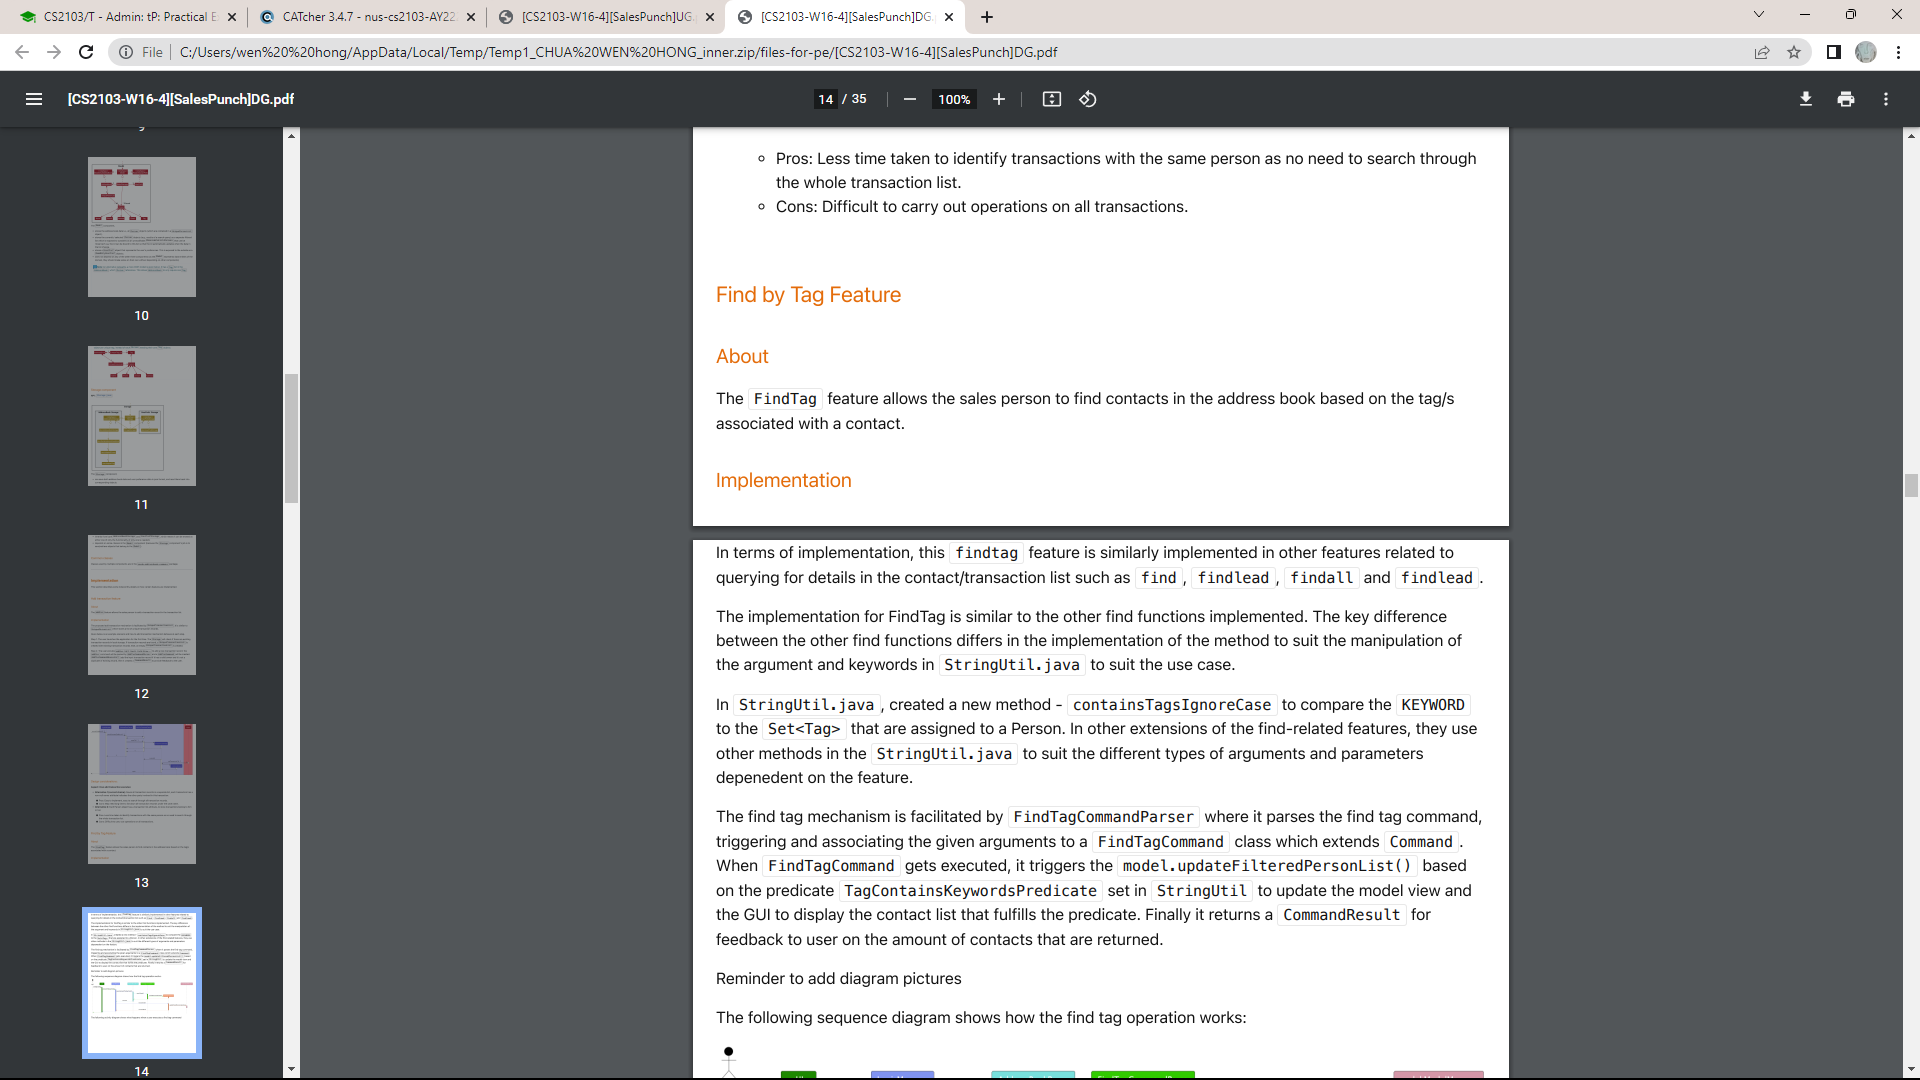 CS2103/T - Admin: tP: Practical E
CATcher 3.4.7 - nus-cs2103-AY22
[CS2103-W16-4][SalesPunch]UG.
[CS2103-W16-4][SalesPunch]DG.
File
C:/Users/wen%20%20hong/AppData/Local/Temp/Temp1_CHUA%20WEN%20HONG_inner.zip/files-for-pe/[CS2103-W16-4][SalesPunch]DG.pdf
[CS2103-W16-4][SalesPunch]DG.pdf
14 / 35
100%
10
11
12
13
14
Pros: Less time taken to identify transactions with the same person as no need to search through
the whole transaction list.
Cons: Difficult to carry out operations on all transactions.
Find by Tag Feature
About
The FindTag feature allows the sales person to find contacts in the address book based on the tag/s
associated with a contact.
Implementation
In terms of implementation, this findtag feature is similarly implemented in other features related to
querying for details in the contact/transaction list such as find , findlead , findall and findlead .
The implementation for FindTag is similar to the other find functions implemented. The key difference
between the other find functions differs in the implementation of the method to suit the manipulation of
the argument and keywords in StringUtil.java to suit the use case.
In StringUtil.java , created a new method - containsTagsIgnoreCase to compare the KEYWORD
to the Set<Tag> that are assigned to a Person. In other extensions of the find-related features, they use
other methods in the StringUtil.java to suit the different types of arguments and parameters
depenedent on the feature.
The find tag mechanism is facilitated by FindTagCommandParser where it parses the find tag command,
triggering and associating the given arguments to a FindTagCommand class which extends Command .
When FindTagCommand gets executed, it triggers the model.updateFilteredPersonList() based
on the predicate TagContainsKeywordsPredicate set in StringUtil to update the model view and
the GUI to display the contact list that fulfills the predicate. Finally it returns a CommandResult for
feedback to user on the amount of contacts that are returned.
Reminder to add diagram pictures
The following sequence diagram shows how the find tag operation works: